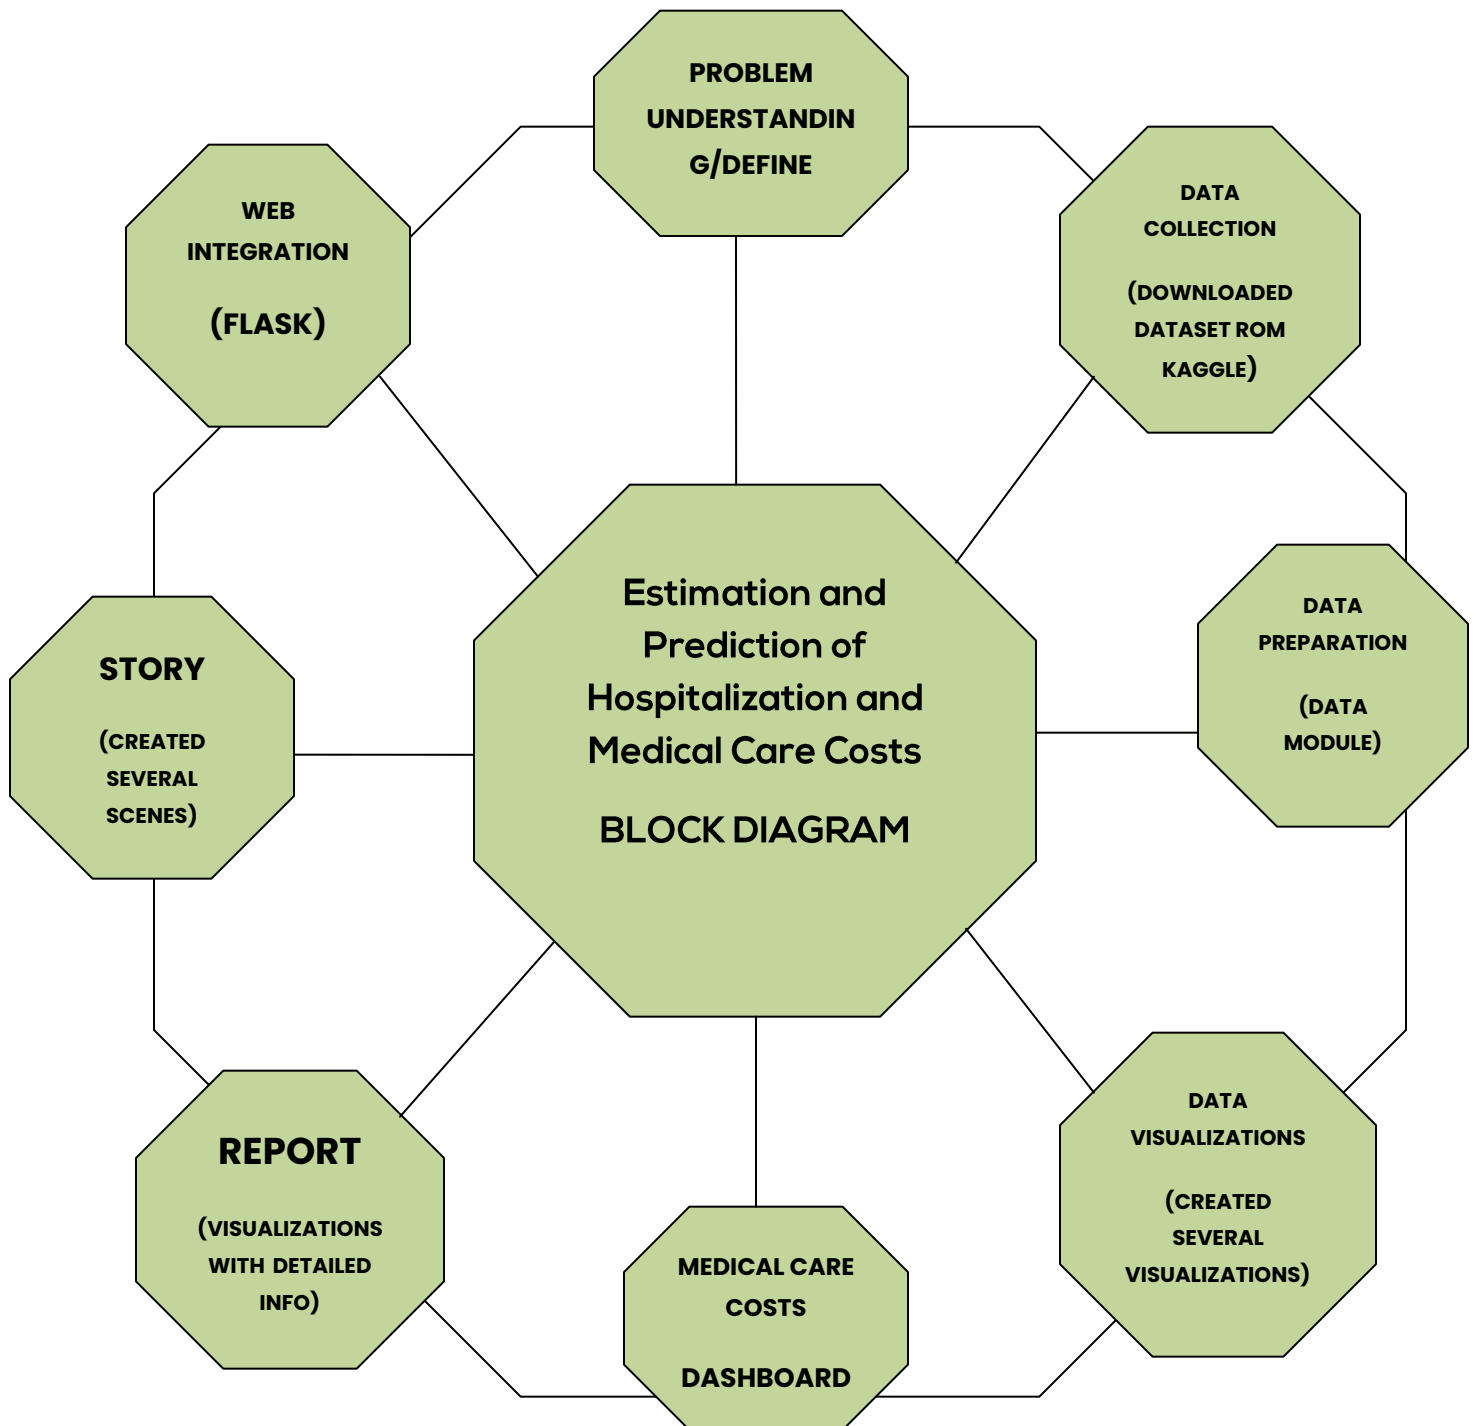 PROBLEM
UNDERSTANDIN
G/DEFINE
DATA
COLLECTION
(DOWNLOADED
DATASET ROM
KAGGLE)
DATA
PREPARATION
(DATA
MODULE)
DATA
VISUALIZATIONS
(CREATED
SEVERAL
VISUALIZATIONS)
MEDICAL CARE
COSTS
DASHBOARD
REPORT
(VISUALIZATIONS
WITH DETAILED
INFO)
STORY
(CREATED
SEVERAL
SCENES)
WEB
INTEGRATION
(FLASK)
Estimation and
Prediction of
Hospitalization and
Medical Care Costs
BLOCK DIAGRAM